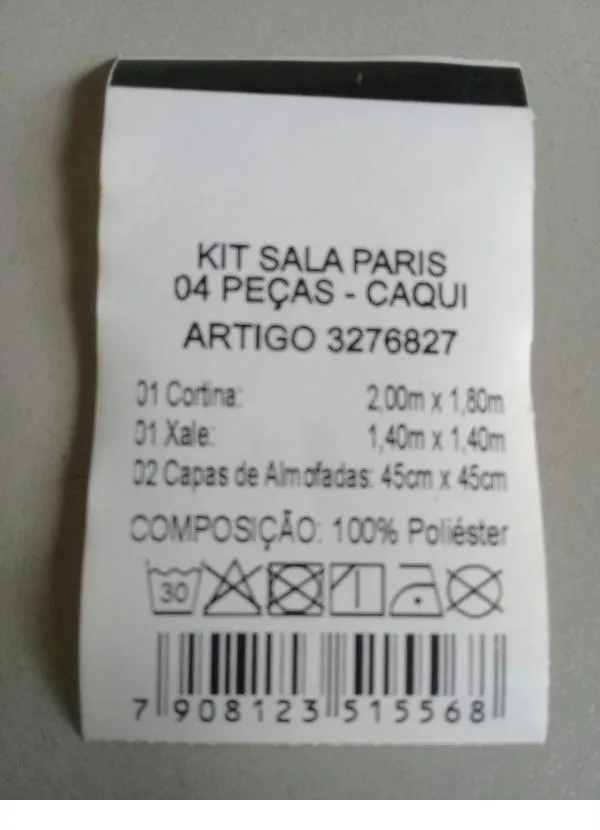 KIT SALA PARIS
04 PEÇAS - CAQUI
ARTIGO 3276827
01 Cortina: 2,00m x 1,80m
01 Xale: 1,40m x 1,40m
02 Capas de Almofadas: 45cm x 45cm
COMPOSIÇÃO: 100% Poliéster
30
7 908123 515568